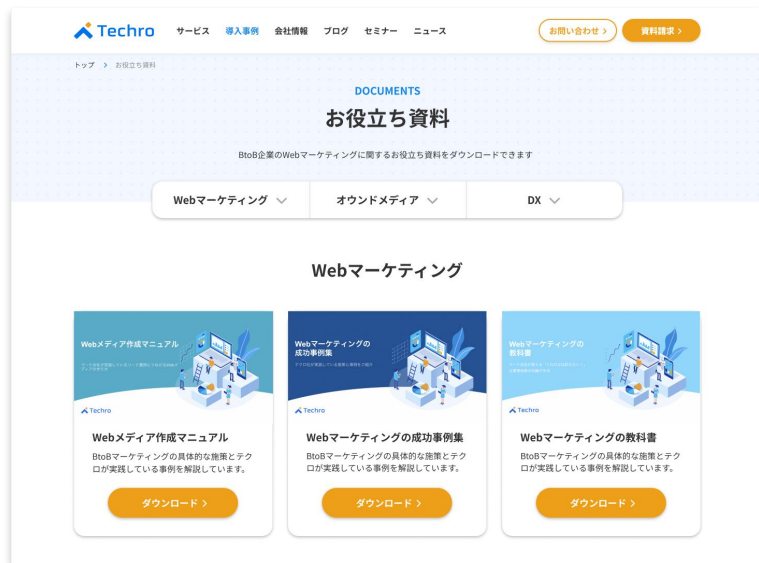 Techro
サービス
導入事例
会社情報
ブログ
セミナー
ニュース
お問い合わせ >
資料請求 >
トップ > お役立ち資料
DOCUMENTS
お役立ち資料
BtoB企業のWebマーケティングに関するお役立ち資料をダウンロードできます
Webマーケティング
オウンドメディア
DX
Webマーケティング
Webメディア作成マニュアル
Techro
Webメディア作成マニュアル
BtoBマーケティングの具体的な施策とテク
ロが実践している事例を解説しています。
ダウンロード >
Webマーケティングの
成功事例集
Techro
Webマーケティングの成功事例集
BtoBマーケティングの具体的な施策とテク
ロが実践している事例を解説しています。
ダウンロード >
Webマーケティングの
教科書
Techro
Webマーケティングの教科書
BtoBマーケティングの具体的な施策とテク
ロが実践している事例を解説しています。
ダウンロード >